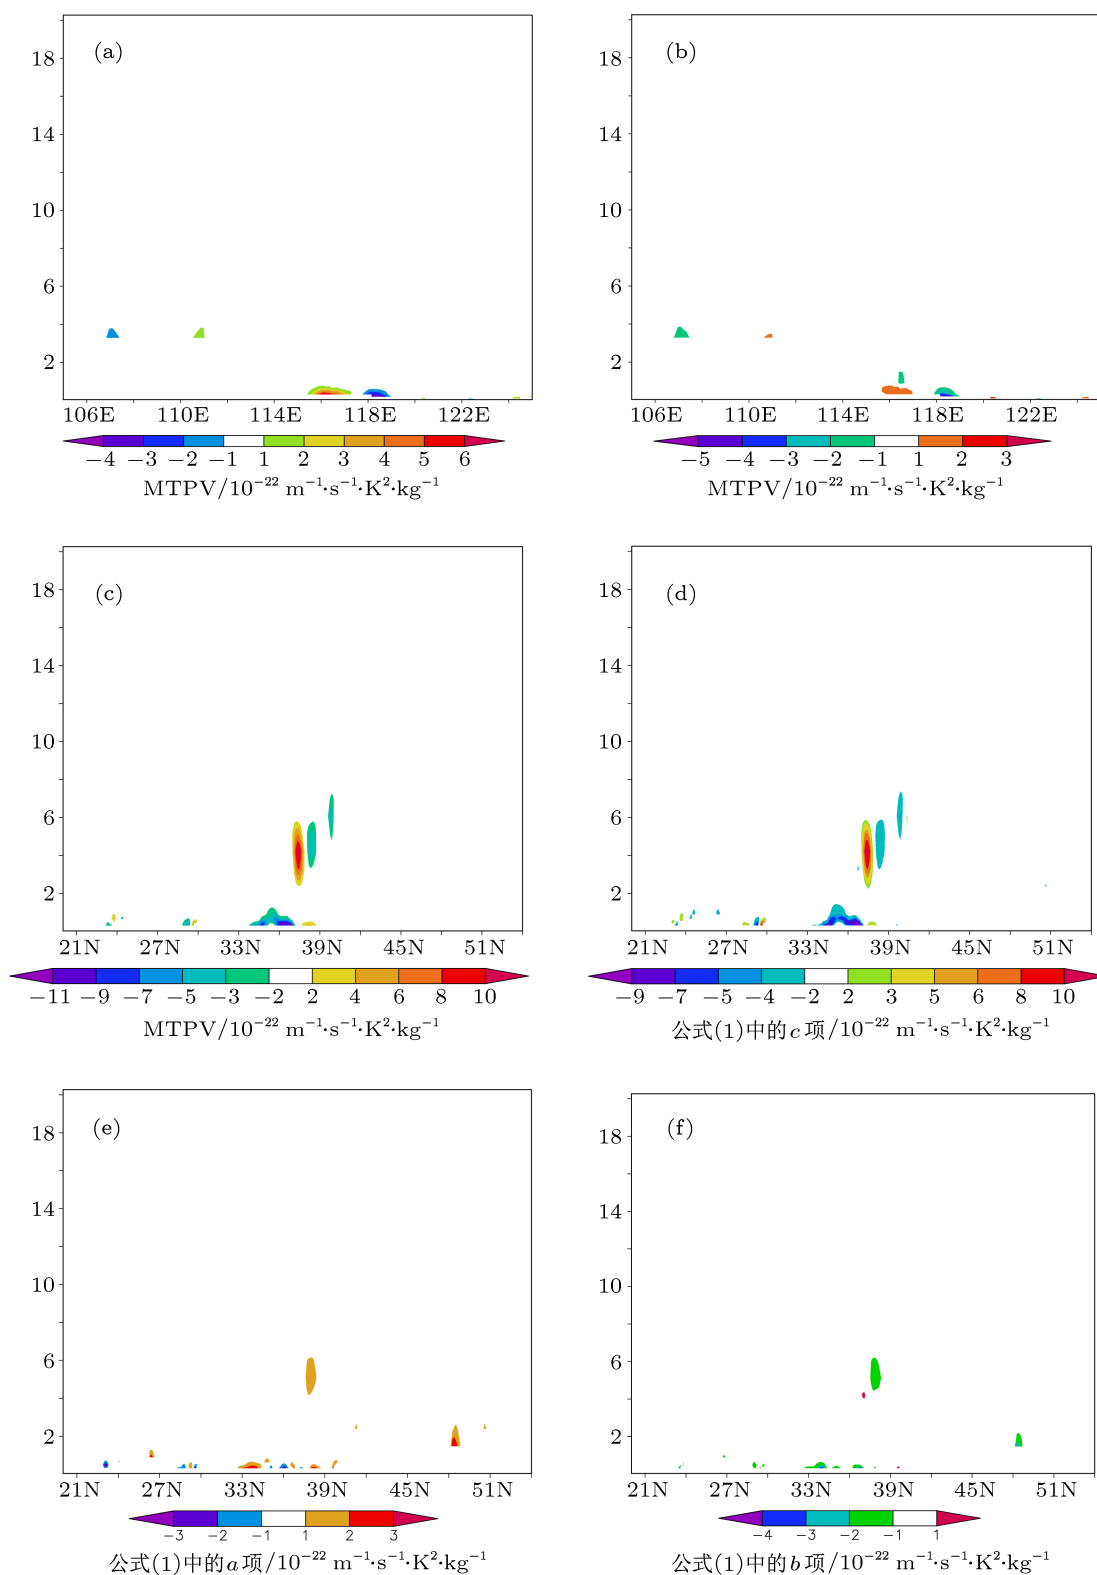 (a)
18
14
10
6
2
106E 110E 114E 118E 122E
−4 −3 −2 −1 1 2 3 4 5 6
MTPV/10⁻²² m⁻¹·s⁻¹·K²·kg⁻¹
(b)
18
14
10
6
2
106E 110E 114E 118E 122E
−5 −4 −3 −2 −1 1 2 3
MTPV/10⁻²² m⁻¹·s⁻¹·K²·kg⁻¹
(c)
18
14
10
6
2
21N 27N 33N 39N 45N 51N
−11 −9 −7 −5 −3 −2 2 4 6 8 10
MTPV/10⁻²² m⁻¹·s⁻¹·K²·kg⁻¹
(d)
18
14
10
6
2
21N 27N 33N 39N 45N 51N
−9 −7 −5 −4 −2 2 3 5 6 8 10
公式(1)中的c项/10⁻²² m⁻¹·s⁻¹·K²·kg⁻¹
(e)
18
14
10
6
2
21N 27N 33N 39N 45N 51N
−3 −2 −1 1 2 3
公式(1)中的a项/10⁻²² m⁻¹·s⁻¹·K²·kg⁻¹
(f)
18
14
10
6
2
21N 27N 33N 39N 45N 51N
−4 −3 −2 −1 1
公式(1)中的b项/10⁻²² m⁻¹·s⁻¹·K²·kg⁻¹